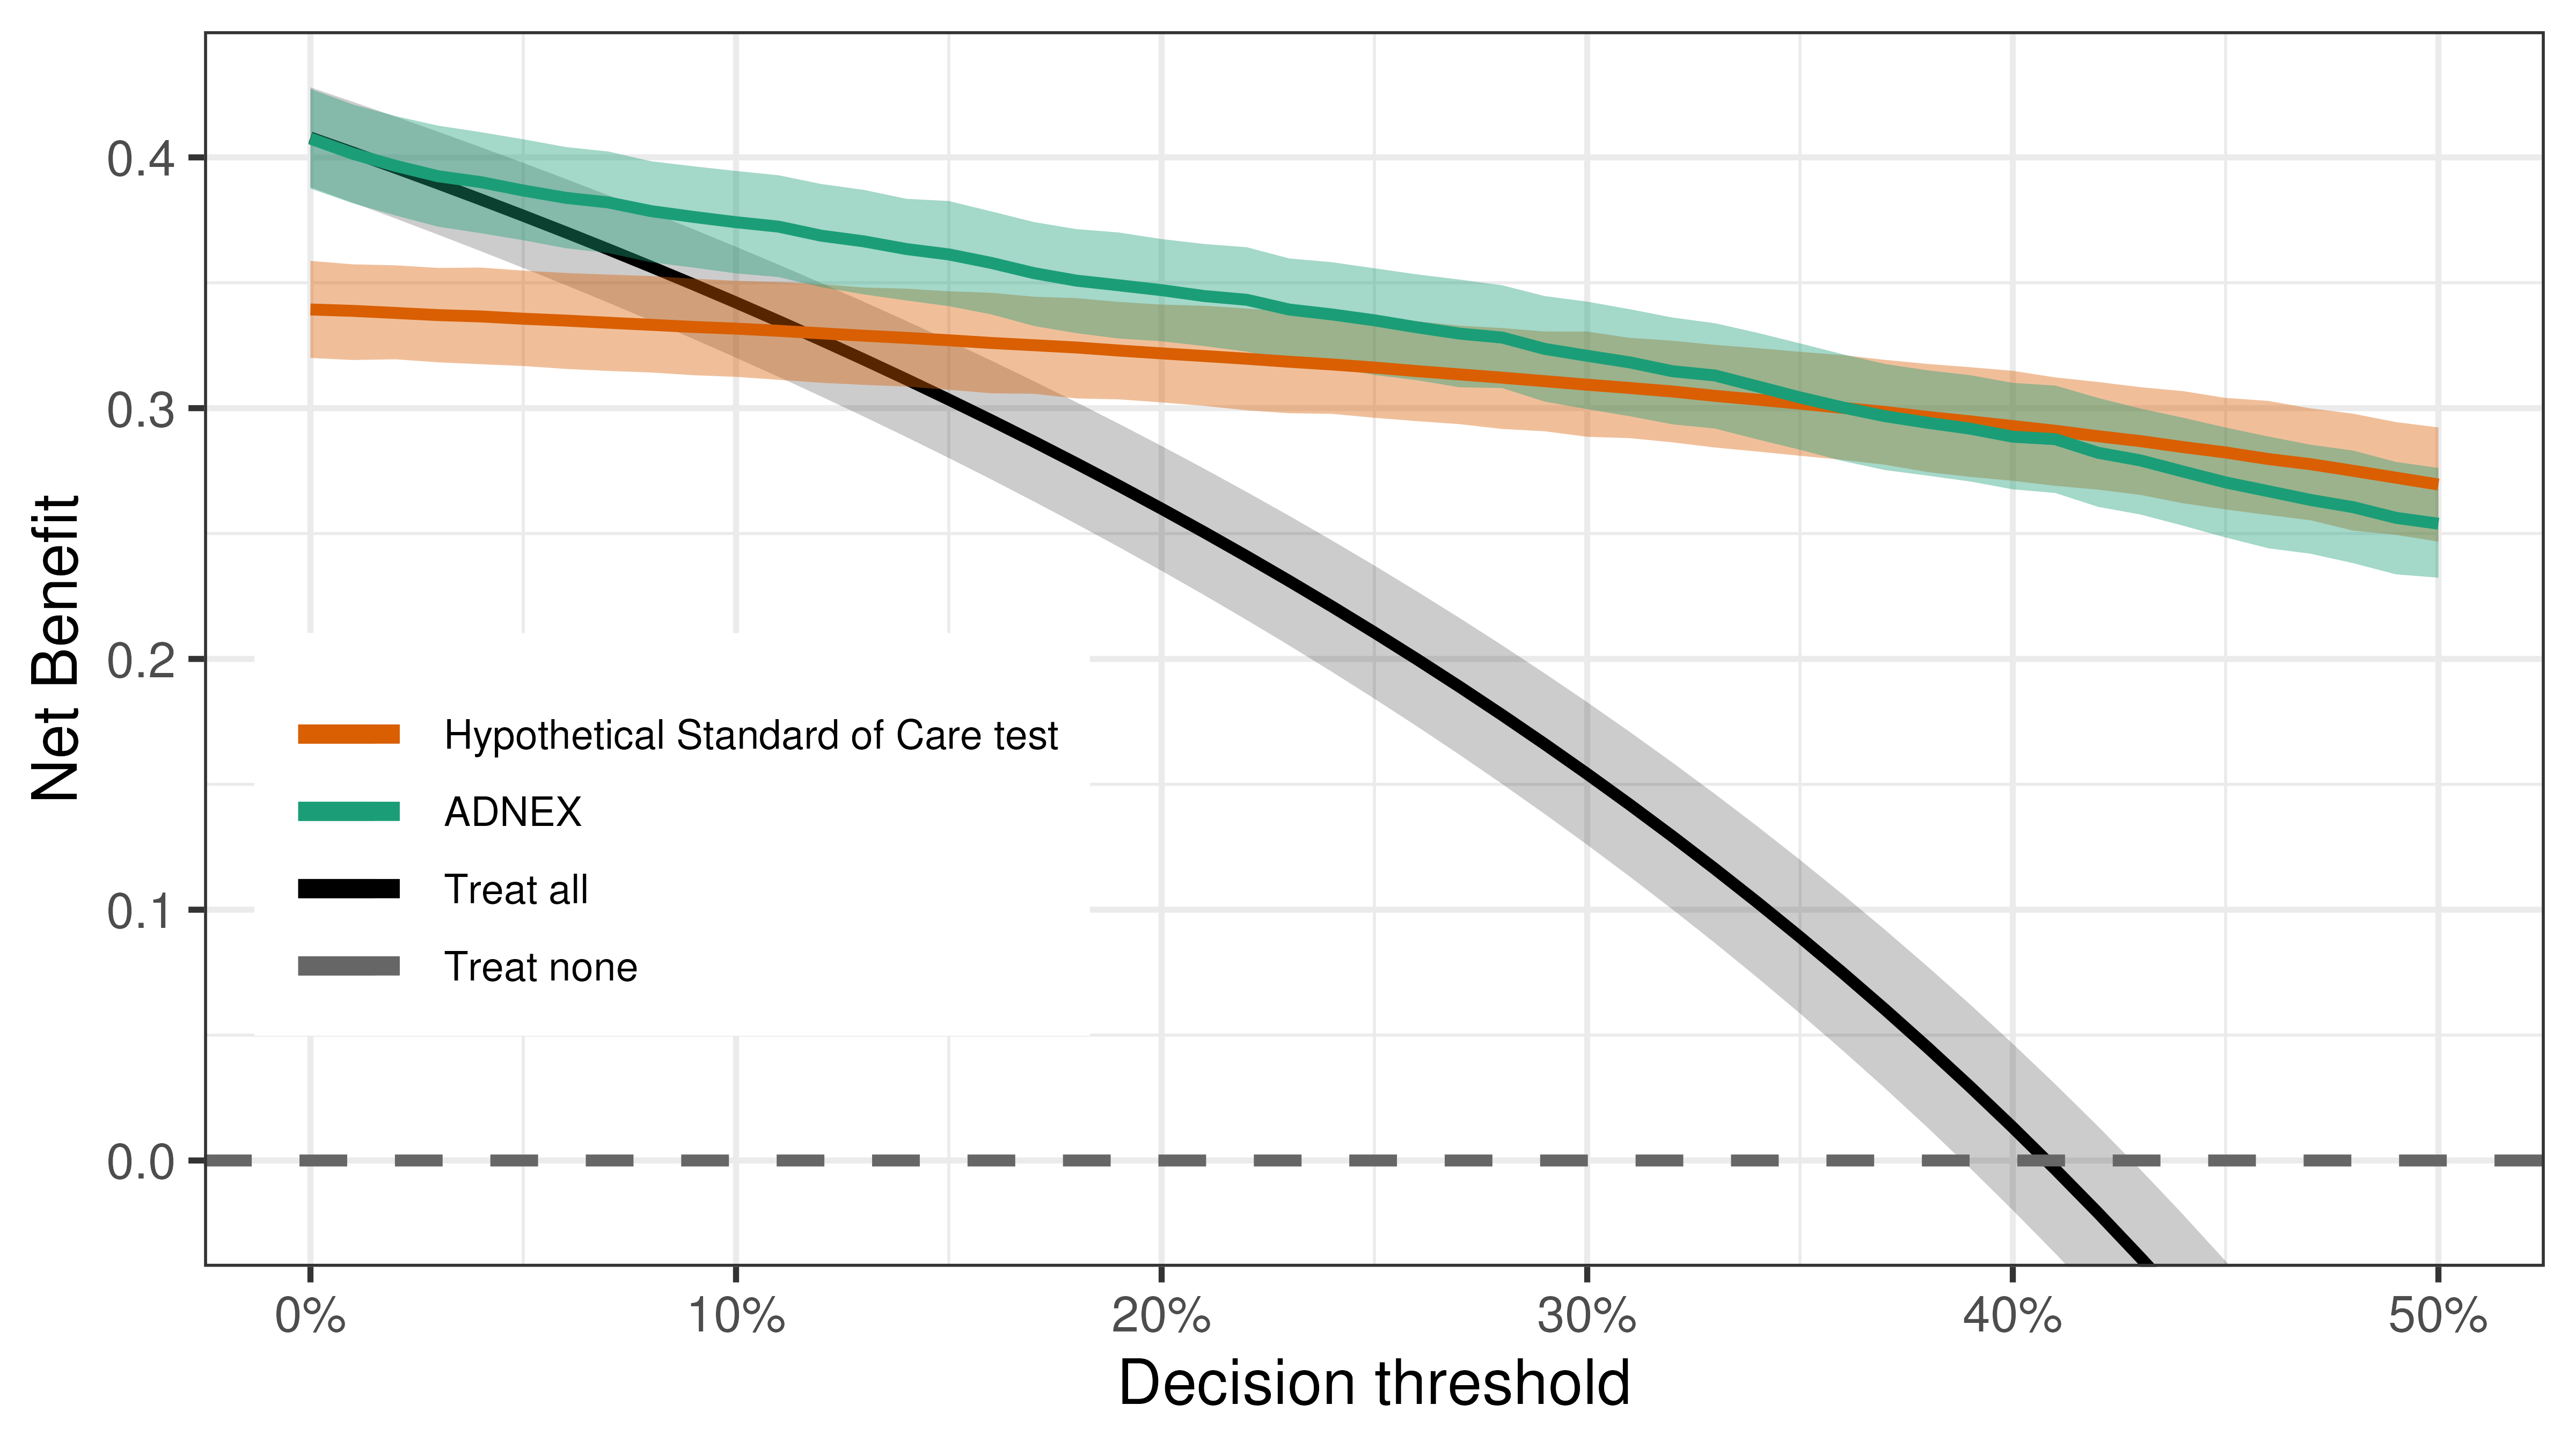 Net Benefit
0.4
0.3
0.2
0.1
0.0
Hypothetical Standard of Care test
ADNEX
Treat all
Treat none
0% 10% 20% 30% 40% 50%
Decision threshold